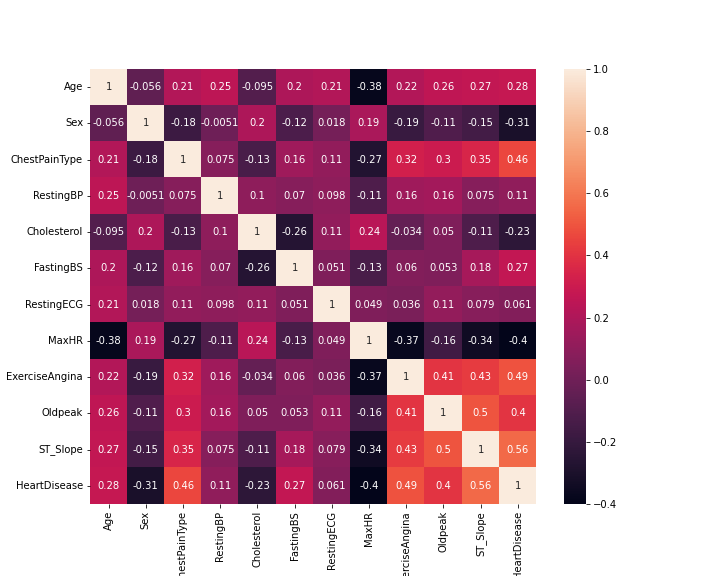 Age 1 -0.056 0.21 0.25 -0.095 0.2 0.21 -0.38 0.22 0.26 0.27 0.28
Sex -0.056 1 -0.18 -0.0051 0.2 -0.12 0.018 0.19 -0.19 -0.11 -0.15 -0.31
ChestPainType 0.21 -0.18 1 0.075 -0.13 0.16 0.11 -0.27 0.32 0.3 0.35 0.46
RestingBP 0.25 -0.0051 0.075 1 0.1 0.07 0.098 -0.11 0.16 0.16 0.075 0.11
Cholesterol -0.095 0.2 -0.13 0.1 1 -0.26 0.11 0.24 -0.034 0.05 -0.11 -0.23
FastingBS 0.2 -0.12 0.16 0.07 -0.26 1 0.051 -0.13 0.06 0.053 0.18 0.27
RestingECG 0.21 0.018 0.11 0.098 0.11 0.051 1 0.049 0.036 0.11 0.079 0.061
MaxHR -0.38 0.19 -0.27 -0.11 0.24 -0.13 0.049 1 -0.37 -0.16 -0.34 -0.4
ExerciseAngina 0.22 -0.19 0.32 0.16 -0.034 0.06 0.036 -0.37 1 0.41 0.43 0.49
Oldpeak 0.26 -0.11 0.3 0.16 0.05 0.053 0.11 -0.16 0.41 1 0.5 0.4
ST_Slope 0.27 -0.15 0.35 0.075 -0.11 0.18 0.079 -0.34 0.43 0.5 1 0.56
HeartDisease 0.28 -0.31 0.46 0.11 -0.23 0.27 0.061 -0.4 0.49 0.4 0.56 1
Age
Sex
hestPainType
RestingBP
Cholesterol
FastingBS
RestingECG
MaxHR
erciseAngina
Oldpeak
ST_Slope
HeartDisease
1.0
0.8
0.6
0.4
0.2
0.0
−0.2
−0.4